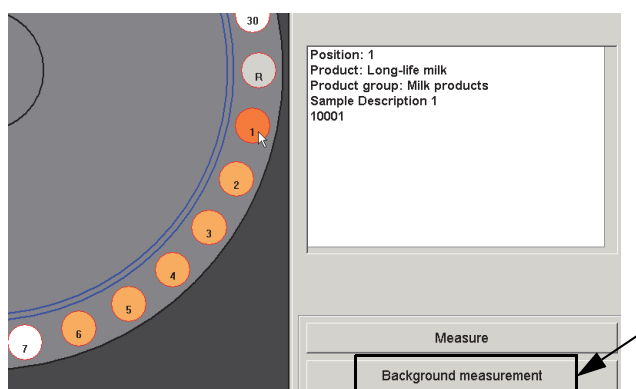 30
R
1
2
3
4
5
6
7
Position: 1
Product: Long-life milk
Product group: Milk products
Sample Description 1
10001
Measure
Background measurement